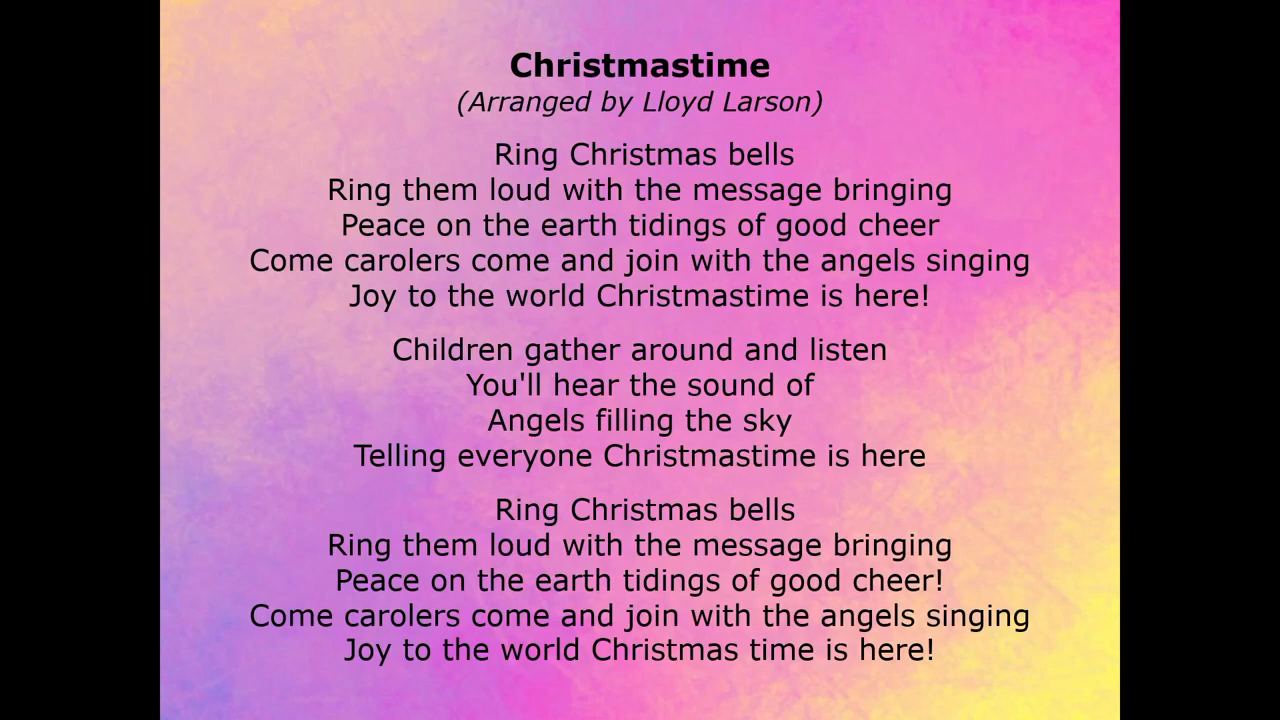 Christmastime
(Arranged by Lloyd Larson)
Ring Christmas bells
Ring them loud with the message bringing
Peace on the earth tidings of good cheer
Come carolers come and join with the angels singing
Joy to the world Christmastime is here!
Children gather around and listen
You'll hear the sound of
Angels filling the sky
Telling everyone Christmastime is here
Ring Christmas bells
Ring them loud with the message bringing
Peace on the earth tidings of good cheer!
Come carolers come and join with the angels singing
Joy to the world Christmas time is here!